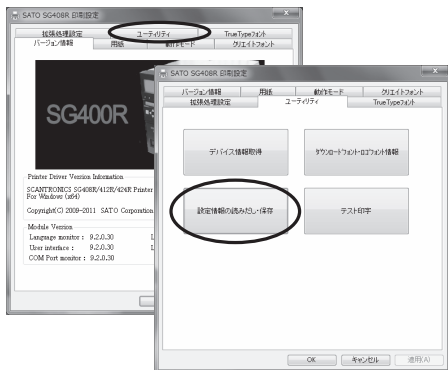 SATO SG408R 印刷設定
拡張処理設定 ユーティリティ TrueTypeフォント
バージョン情報 用紙 動作モード クリエイトフォント
SG400R
Printer Driver Version Information
SCANTRONICS SG408R/412R/424R Printer
For Windows (x64)
Copyright(C) 2009-2011 SATO Corporation
Module Version
Language monitor : 9.2.0.30
User interface : 9.2.0.30
COM Port monitor : 9.2.0.30
SATO SG408R 印刷設定
バージョン情報 用紙 動作モード クリエイトフォント
拡張処理設定 ユーティリティ TrueTypeフォント
デバイス情報取得
ダウンロードフォント・ロゴフォント情報
設定情報の読みだし・保存
テスト印字
OK キャンセル 適用(A)